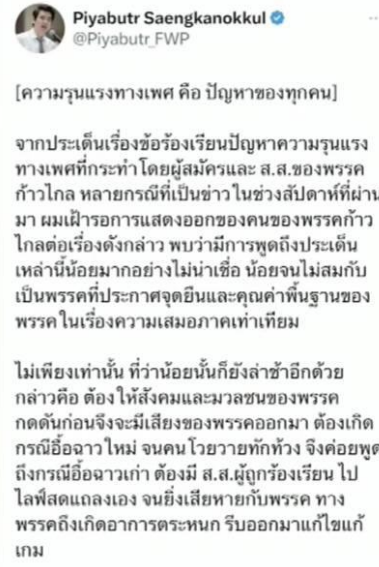 Piyabutr Saengkanokkul
@Piyabutr_FWP
[ความรุนแรงทางเพศ คือ ปัญหาของทุกคน]
จากประเด็นเรื่องข้อร้องเรียนปัญหาความรุนแรง
ทางเพศที่กระทำโดยผู้สมัครและ ส.ส.ของพรรค
ก้าวไกล หลายกรณีที่เป็นข่าวในช่วงสัปดาห์ที่ผ่าน
มา ผมเฝ้ารอการแสดงออกของคนของพรรคก้าว
ไกลต่อเรื่องดังกล่าว พบว่ามีการพูดถึงประเด็น
เหล่านี้น้อยมากอย่างไม่น่าเชื่อ น้อยจนไม่สมกับ
เป็นพรรคที่ประกาศจุดยืนและคุณค่าพื้นฐานของ
พรรคในเรื่องความเสมอภาคเท่าเทียม
ไม่เพียงเท่านั้น ที่ว่าน้อยนั้นก็ยังล่าช้าอีกด้วย
กล่าวคือ ต้องให้สังคมและมวลชนของพรรค
กดดันก่อนจึงจะมีเสียงของพรรคออกมา ต้องเกิด
กรณีอื้อฉาวใหม่ จนคนโวยวายทักท้วง จึงค่อยพูด
ถึงกรณีอื้อฉาวเก่า ต้องมี ส.ส.ผู้ถูกร้องเรียน ไป
ไลฟ์สดแถลงเอง จนยิ่งเสียหายกับพรรค ทาง
พรรคถึงเกิดอาการตระหนก รีบออกมาแก้ไขแก้
เกม